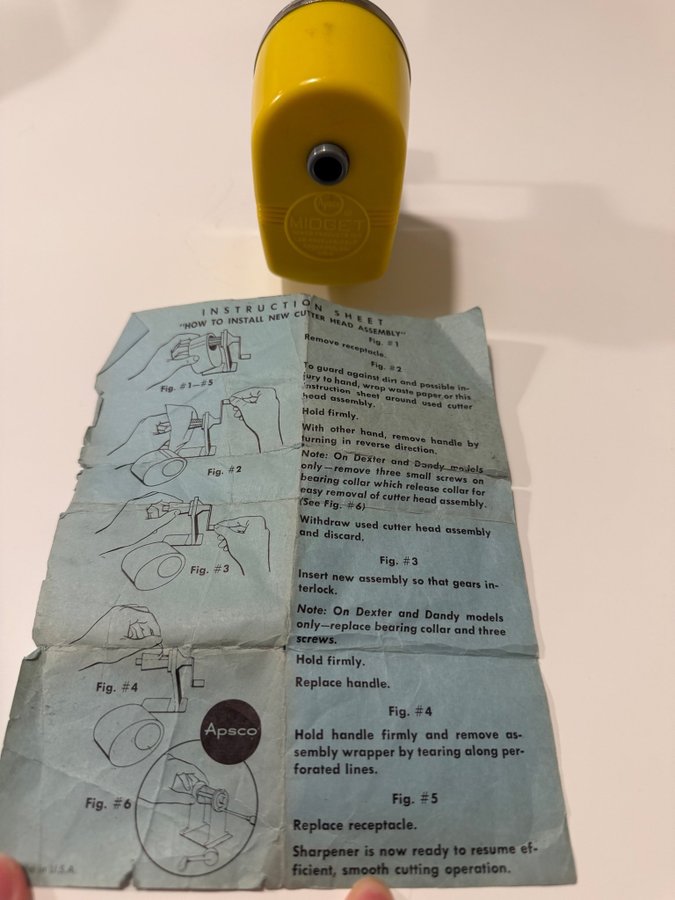 MIDGET
INSTRUCTION SHEET
"HOW TO INSTALL NEW CUTTER HEAD ASSEMBLY"
Fig. #1
Remove receptacle.
Fig. #2
To guard against dirt and possible in-
jury to hand, wrap waste paper, or this
instruction sheet around used cutter
head assembly.
Hold firmly.
With other hand, remove handle by
turning in reverse direction.
Note: On Dexter and Dandy models
only—remove three small screws on
bearing collar which release collar for
easy removal of cutter head assembly.
(See Fig. #6)
Withdraw used cutter head assembly
and discard.
Fig. #3
Insert new assembly so that gears in-
terlock.
Note: On Dexter and Dandy models
only—replace bearing collar and three
screws.
Hold firmly.
Replace handle.
Fig. #4
Hold handle firmly and remove as-
sembly wrapper by tearing along per-
forated lines.
Fig. #5
Replace receptacle.
Sharpener is now ready to resume ef-
ficient, smooth cutting operation.
Fig. #1—#5
Fig. #2
Fig. #3
Fig. #4
Apsco
Fig. #6
in U.S.A.